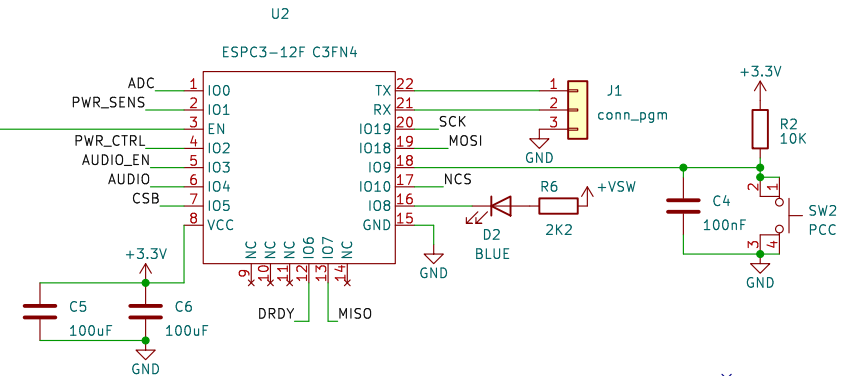 U2
ESPC3-12F C3FN4
ADC 1 IO0
PWR_SENS 2 IO1
3 EN
PWR_CTRL 4 IO2
AUDIO_EN 5 IO3
AUDIO 6 IO4
CSB 7 IO5
8 VCC
TX 22
RX 21
IO19 20 SCK
IO18 19 MOSI
IO9 18
IO10 17 NCS
IO8 16
GND 15
NC NC NC IO6 IO7 NC
9 10 11 12 13 14
DRDY
MISO
1
2
3
J1
conn_pgm
GND
+3.3V
R2
10K
R6
2K2
+VSW
D2
BLUE
GND
C4
100nF
2 1
3 4
SW2
PCC
GND
+3.3V
C5
100uF
C6
100uF
GND